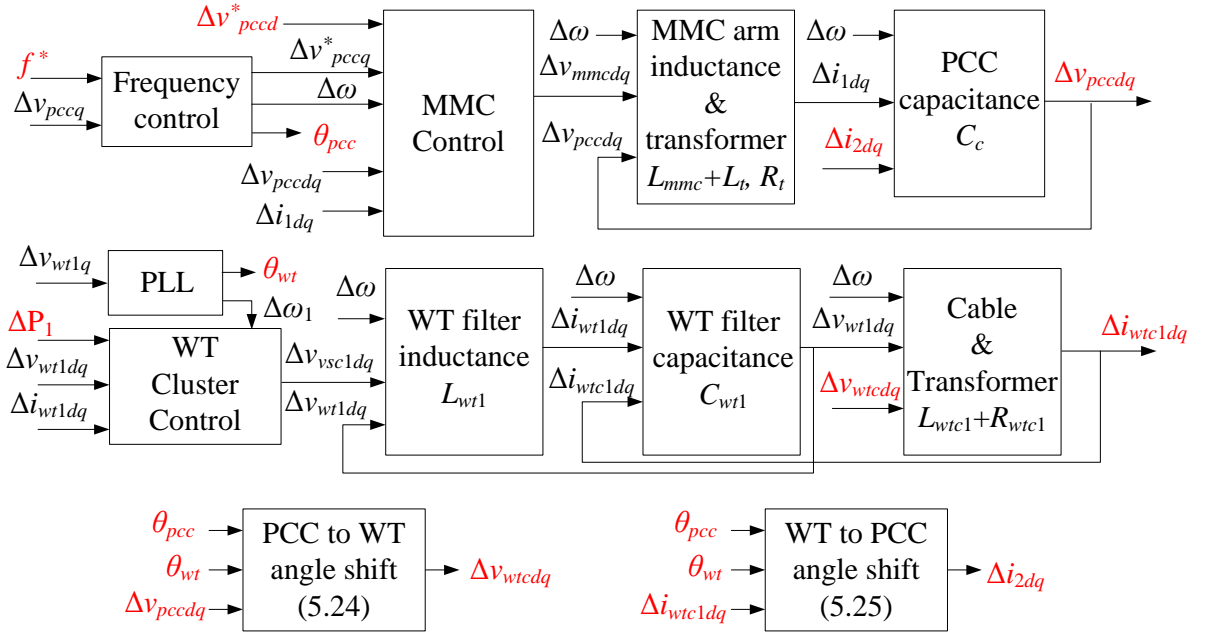 Δv*pccd
f*
Δvpccq
Frequency
control
Δv*pccq
Δω
θpcc
Δvpccdq
Δi1dq
MMC
Control
Δω
Δvmmcdq
Δvpccdq
MMC arm
inductance
&
transformer
Lmmc+Lt, Rt
Δω
Δi1dq
Δi2dq
PCC
capacitance
Cc
Δvpccdq
Δvwt1q
PLL
θwt
Δω1
ΔP1
Δvwt1dq
Δiwt1dq
WT
Cluster
Control
Δω
Δvvsc1dq
Δvwt1dq
WT filter
inductance
Lwt1
Δω
Δiwt1dq
Δiwtc1dq
WT filter
capacitance
Cwt1
Δω
Δvwt1dq
Δvwtcdq
Cable
&
Transformer
Lwtc1+Rwtc1
Δiwtc1dq
θpcc
θwt
Δvpccdq
PCC to WT
angle shift
(5.24)
Δvwtcdq
θpcc
θwt
Δiwtc1dq
WT to PCC
angle shift
(5.25)
Δi2dq